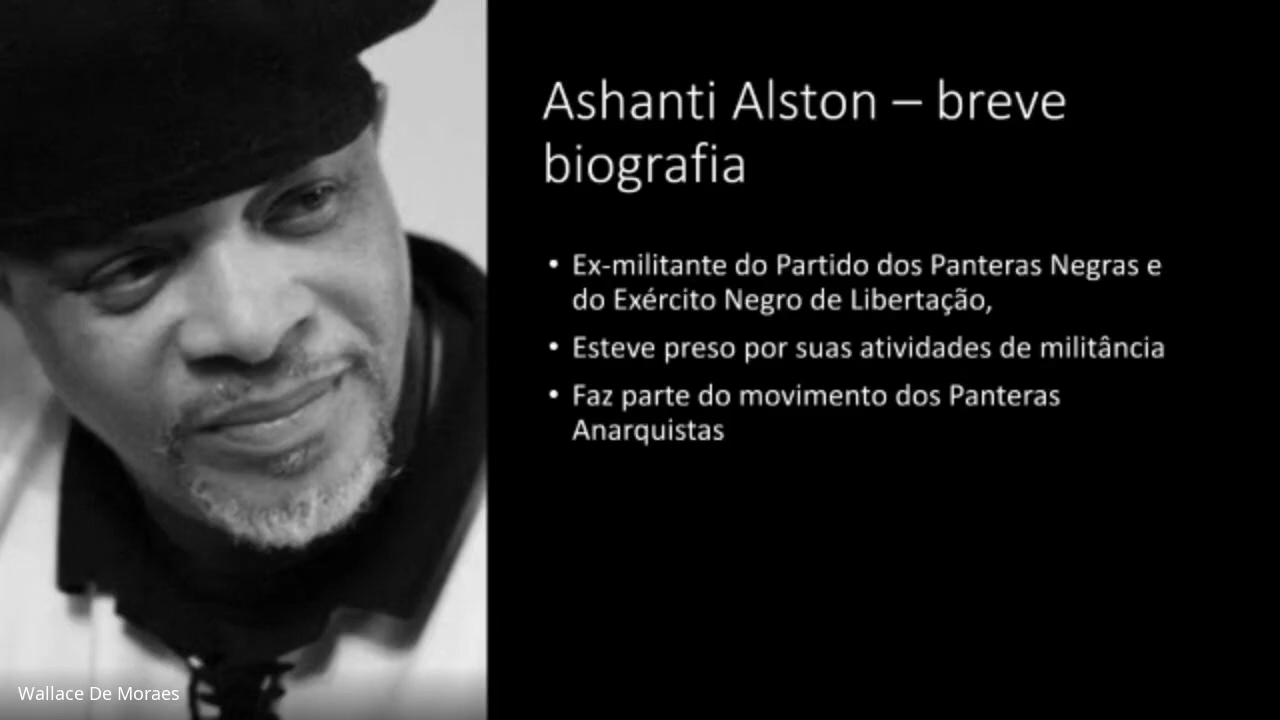 Ashanti Alston – breve
biografia
• Ex-militante do Partido dos Panteras Negras e
do Exército Negro de Libertação,
• Esteve preso por suas atividades de militância
• Faz parte do movimento dos Panteras
Anarquistas
Wallace De Moraes